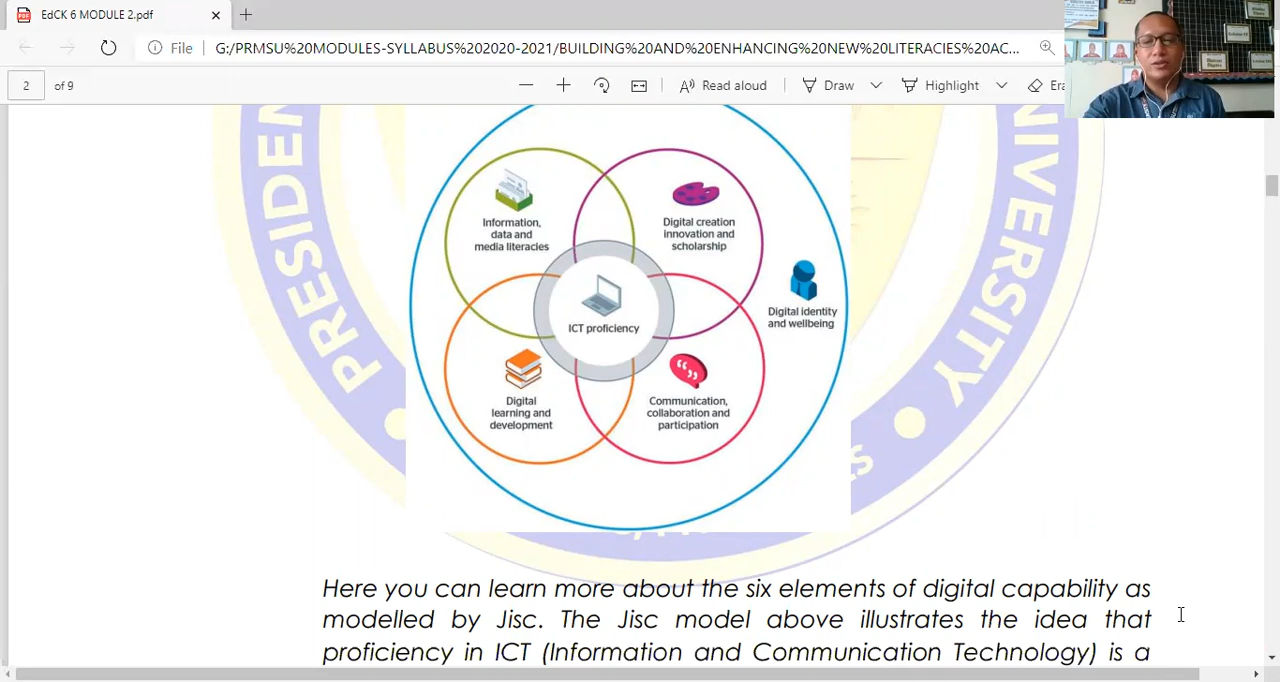 EdCK 6 MODULE 2.pdf
File
G:/PRMSU%20MODULES-SYLLABUS%202020-2021/BUILDING%20AND%20ENHANCING%20NEW%20LITERACIES%20AC...
2 of 9
Read aloud
Draw
Highlight
Era
PRESIDEN
UNIVERSITY
Information,
data and
media literacies
Digital creation
innovation and
scholarship
ICT proficiency
Digital identity
and wellbeing
Digital
learning and
development
Communication,
collaboration and
participation
Here you can learn more about the six elements of digital capability as
modelled by Jisc. The Jisc model above illustrates the idea that
proficiency in ICT (Information and Communication Technology) is a